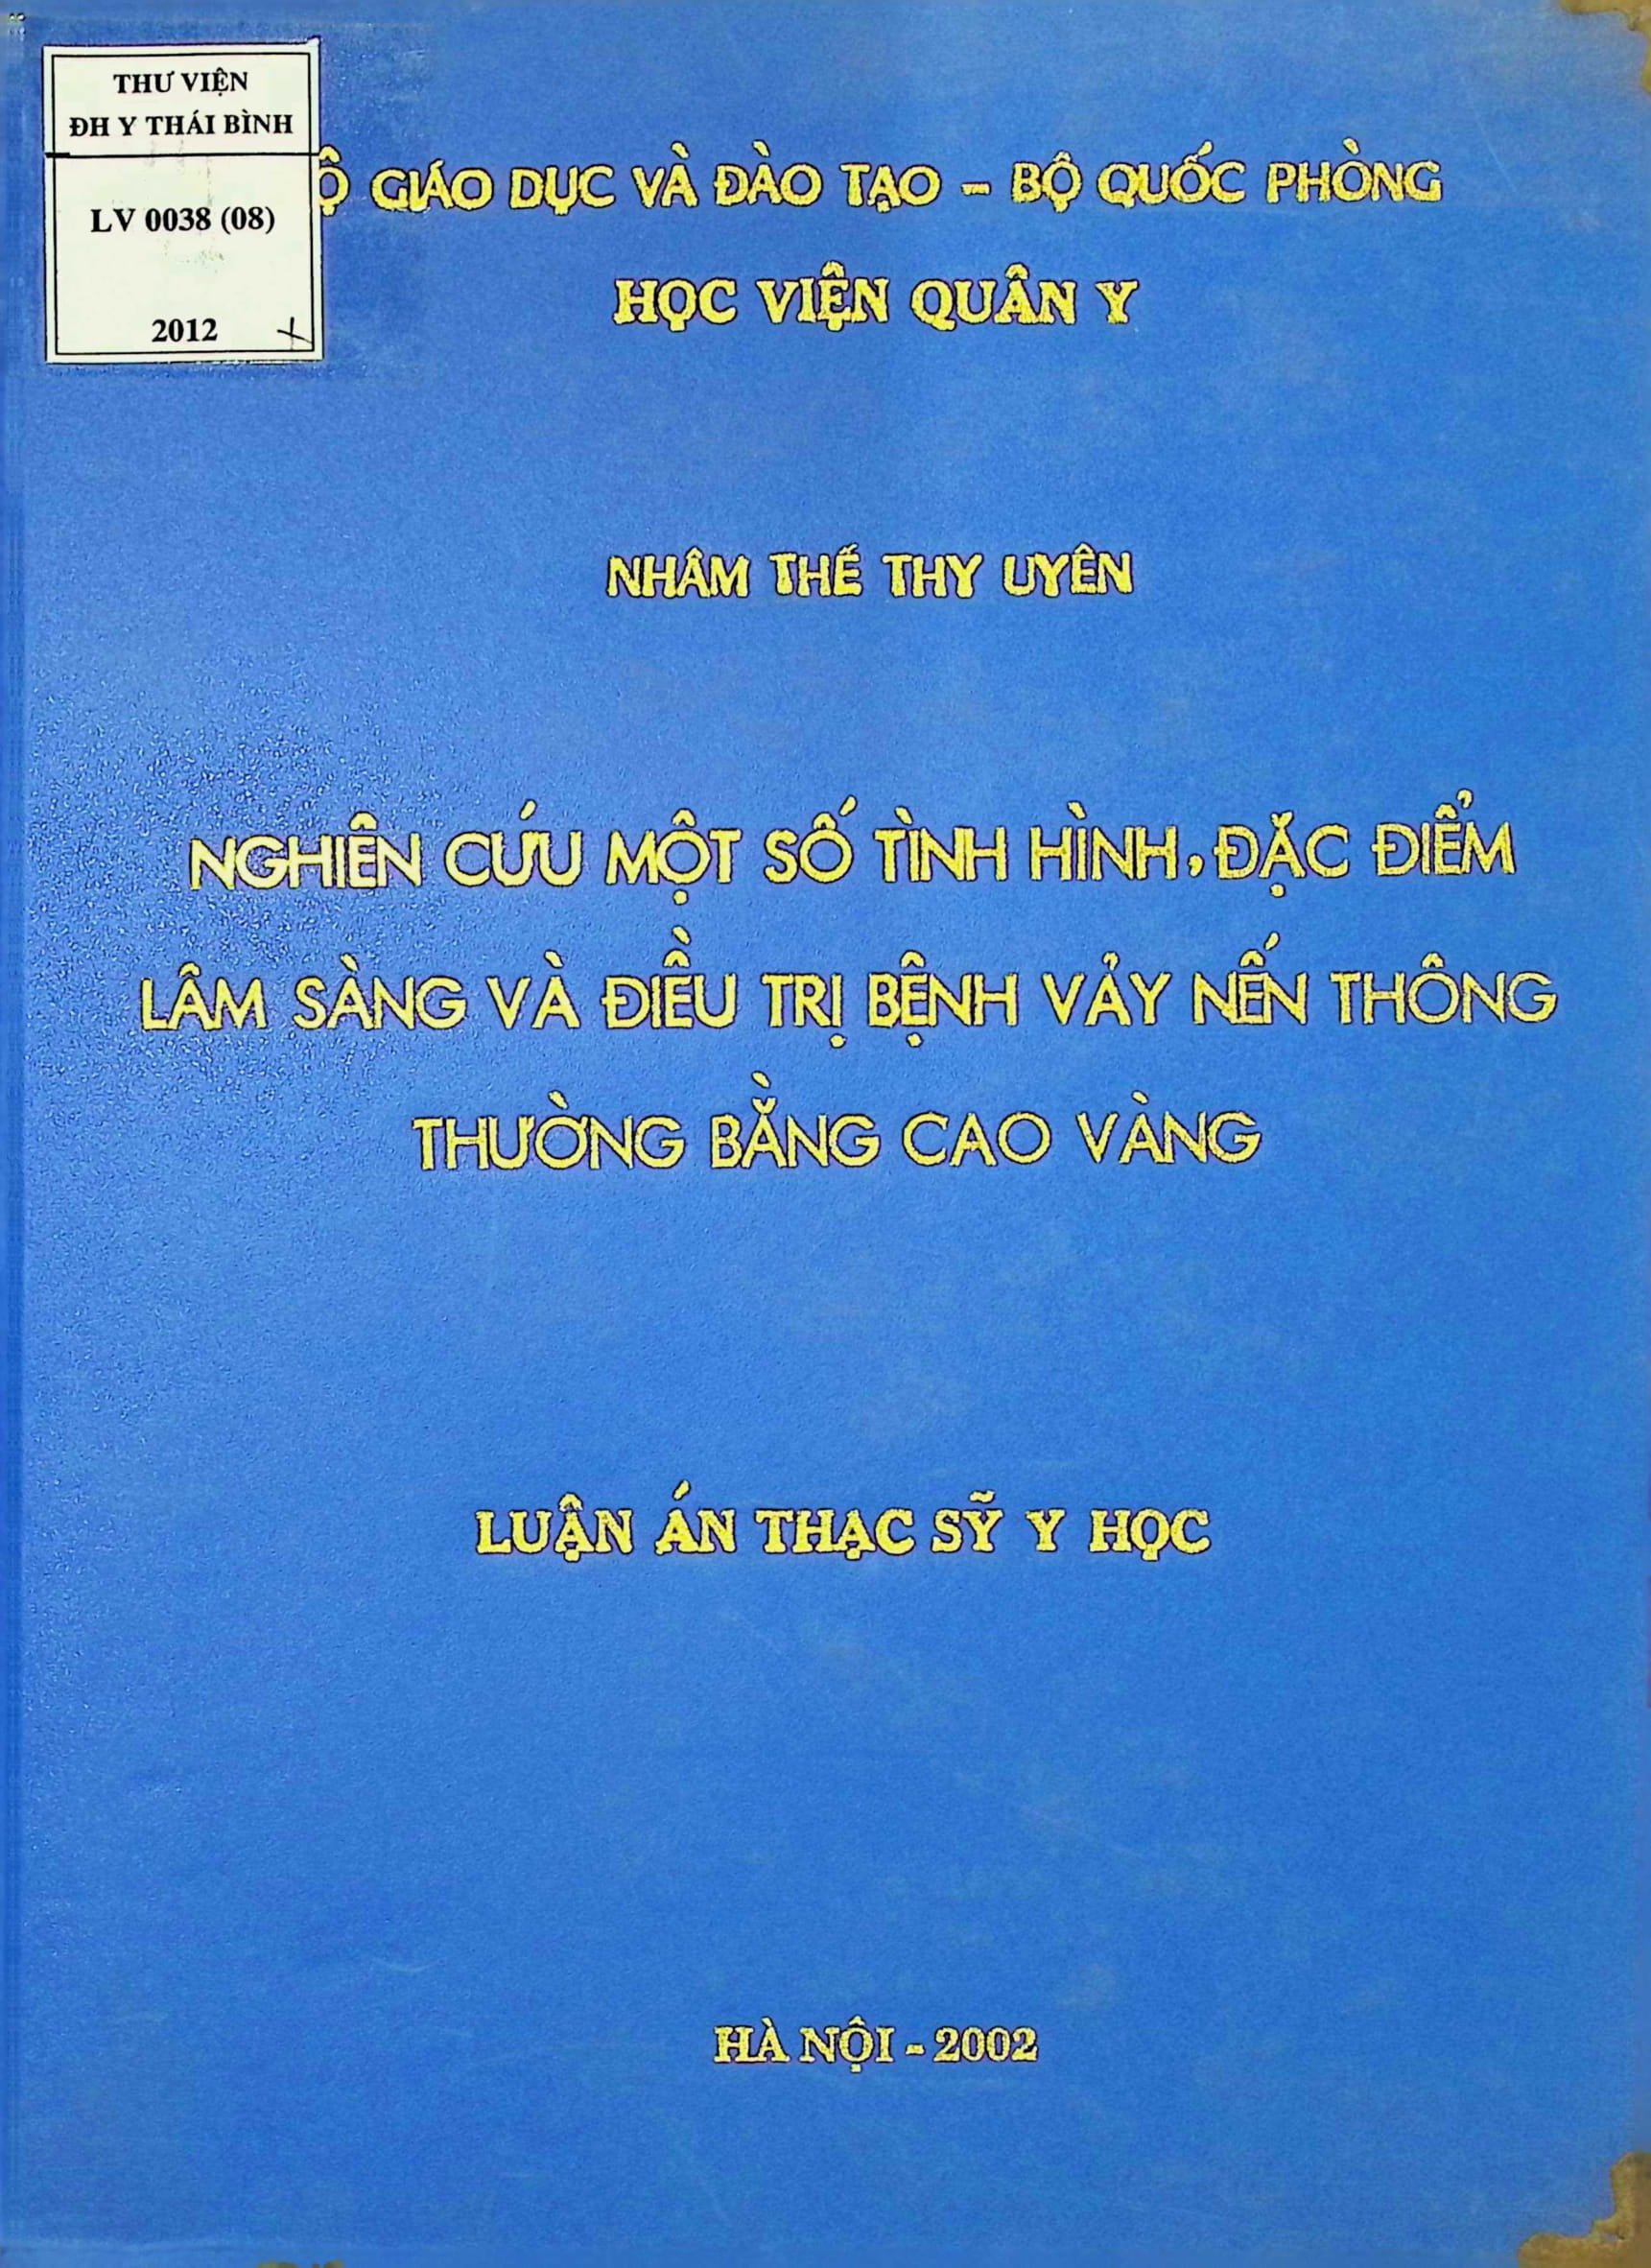 THƯ VIỆN
ĐH Y THÁI BÌNH
LV 0038 (08)
2012
GIÁO DỤC VÀ ĐÀO TẠO - BỘ QUỐC PHÒNG
HỌC VIỆN QUÂN Y
NHÂM THẾ THY UYÊN
NGHIÊN CỨU MỘT SỐ TÌNH HÌNH, ĐẶC ĐIỂM
LÂM SÀNG VÀ ĐIỀU TRỊ BỆNH VẢY NẾN THÔNG
THƯỜNG BẰNG CAO VÀNG
LUẬN ÁN THẠC SỸ Y HỌC
HÀ NỘI - 2002